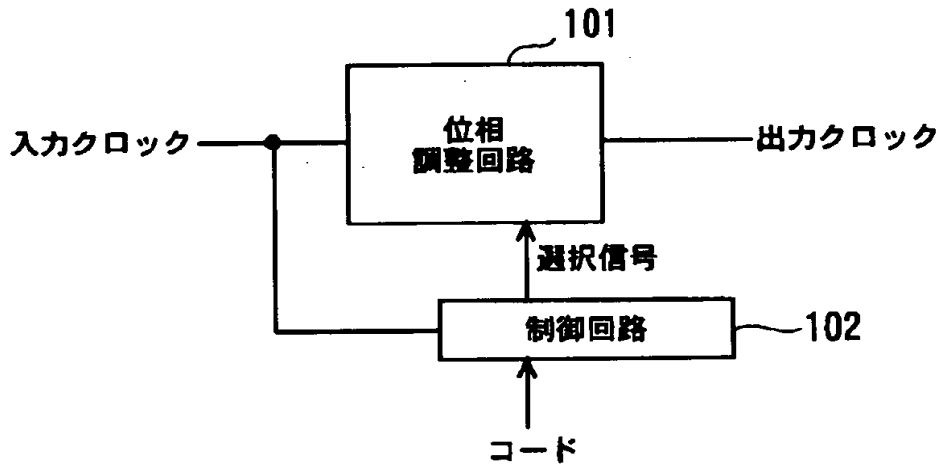 101
入力クロック
位相
調整回路
出力クロック
選択信号
制御回路
102
コード